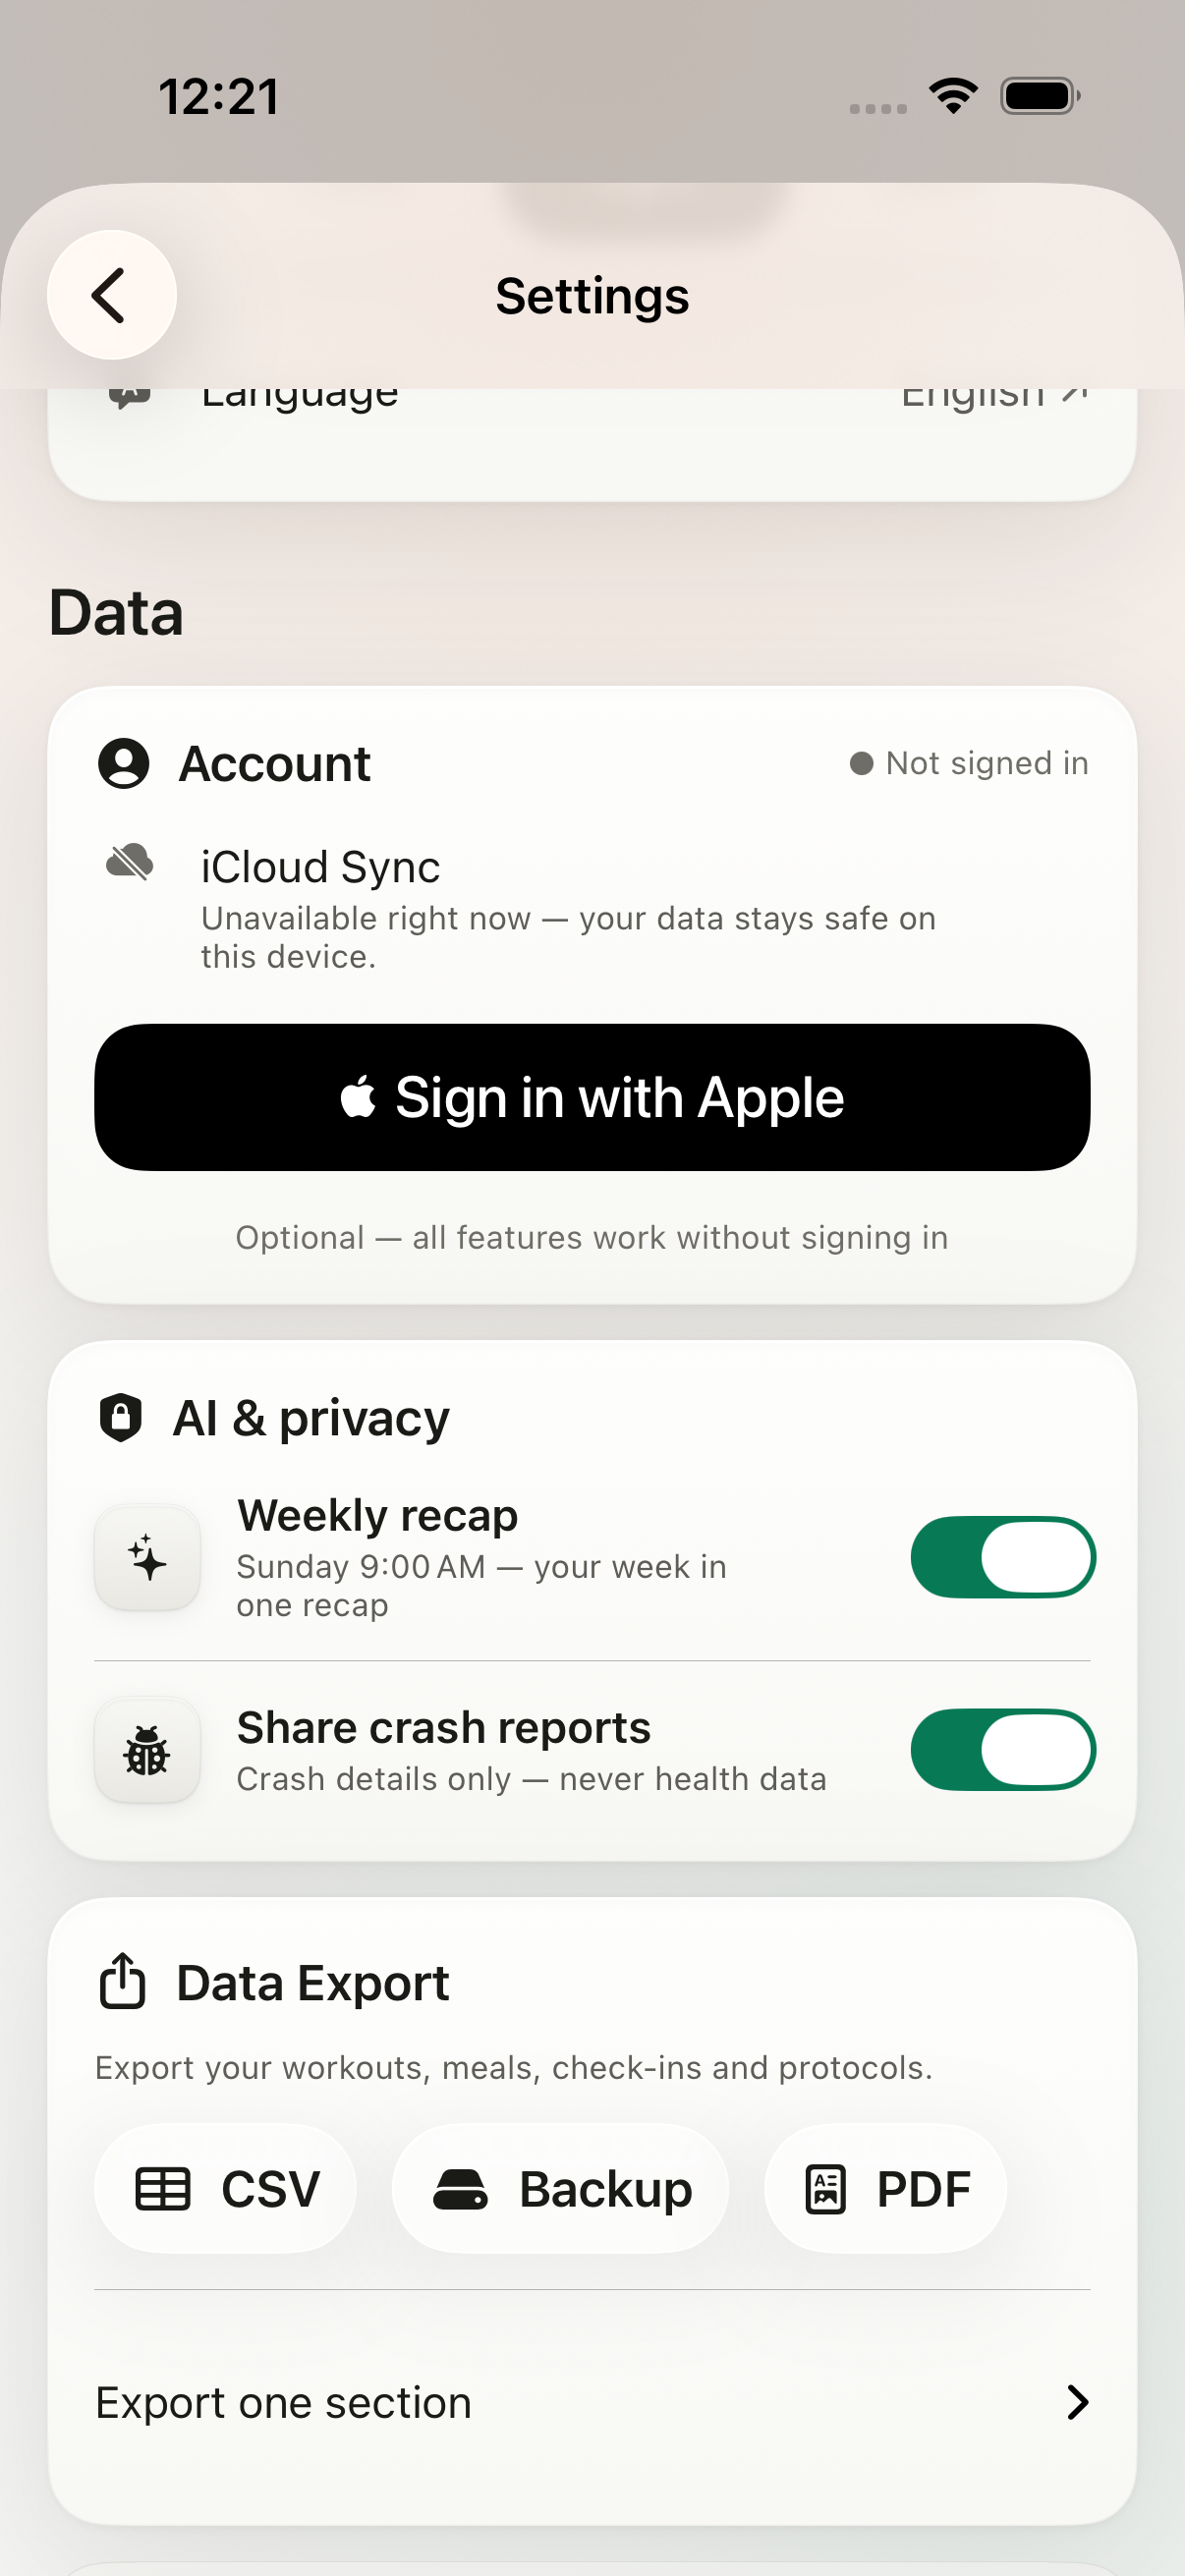 12:21
Settings
Language
English
Data
Account
Not signed in
iCloud Sync
Unavailable right now — your data stays safe on
this device.
Sign in with Apple
Optional — all features work without signing in
AI & privacy
Weekly recap
Sunday 9:00 AM — your week in
one recap
Share crash reports
Crash details only — never health data
Data Export
Export your workouts, meals, check-ins and protocols.
CSV
Backup
PDF
Export one section